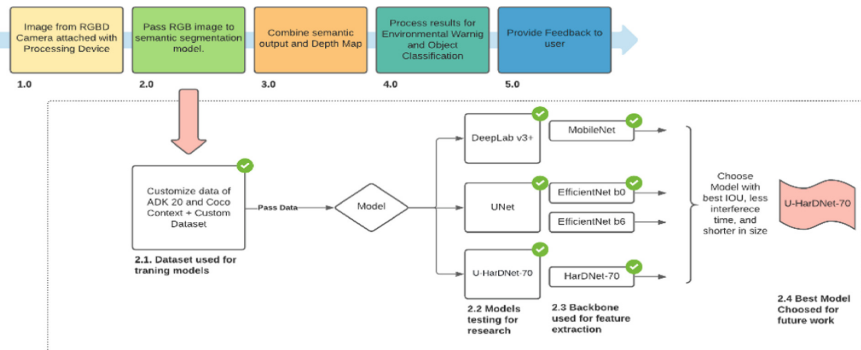 Image from RGBD
Camera attached with
Processing Device
Pass RGB image to
semantic segmentation
model.
Combine semantic
output and Depth Map
Process results for
Environmental Warnig
and Object
Classification
Provide Feedback to
user
1.0
2.0
3.0
4.0
5.0
Customize data of
ADK 20 and Coco
Context + Custom
Dataset
2.1. Dataset used for
traning models
Pass Data
Model
DeepLab v3+
UNet
U-HarDNet-70
2.2 Models
testing for
research
MobileNet
EfficientNet b0
EfficientNet b6
HarDNet-70
2.3 Backbone
used for feature
extraction
Choose
Model with
best IOU, less
interferece
time, and
shorter in size
U-HarDNet-70
2.4 Best Model
Choosed for
future work